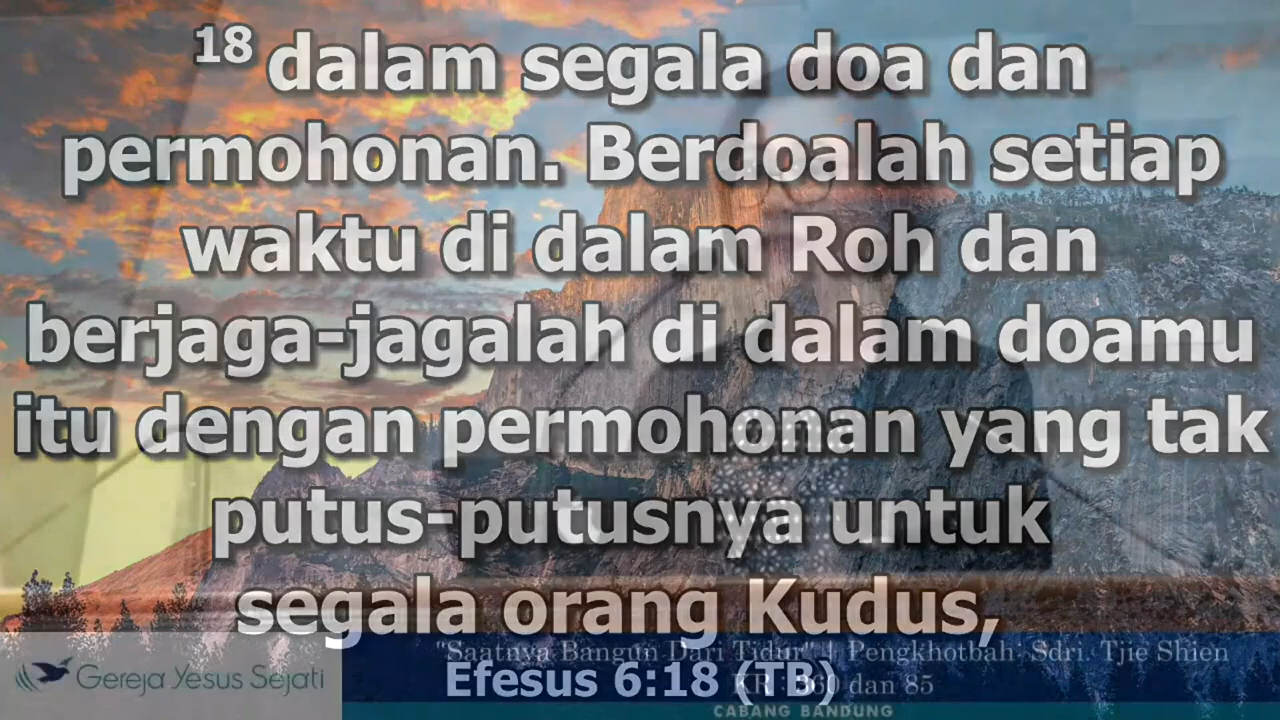 18 dalam segala doa dan
permohonan. Berdoalah setiap
waktu di dalam Roh dan
berjaga-jagalah di dalam doamu
itu dengan permohonan yang tak
putus-putusnya untuk
segala orang Kudus,
"Saatnya Bangun Dari Tidur" | Pengkhotbah: Sdri. Tjie Shien
Gereja Yesus Sejati
Efesus 6:18 (TB)
dan 85
CABANG BANDUNG